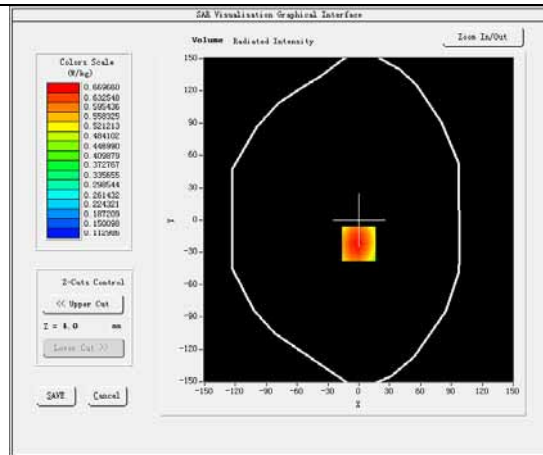 SAR Visualisation Graphical Interface
Volume Radiated Intensity
Zoom In/Out
Colors Scale
(W/kg)
0.669660
0.632548
0.595436
0.558325
0.521213
0.484102
0.446990
0.409879
0.372767
0.335655
0.298544
0.261432
0.224321
0.187209
0.150098
0.112986
Z-Cuts Control
<< Upper Cut
Z = 4.0 mm
Lower Cut >>
SAVE Cancel
150
120
90
60
30
0
-30
-60
-90
-120
-150
Y
-150 -120 -90 -60 -30 0 30 60 90 120 150
X